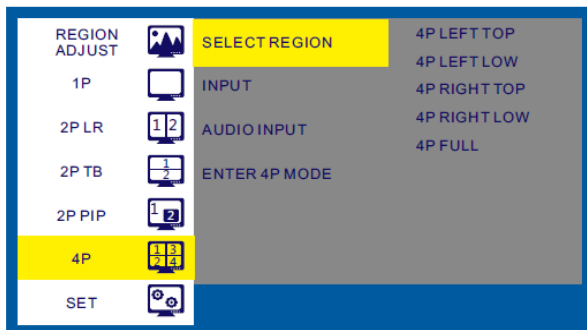 REGION
ADJUST
1P
1 2
2P LR
1
2
2P TB
1
2
2P PIP
1 3
2 4
4P
SET
SELECT REGION
INPUT
AUDIO INPUT
ENTER 4P MODE
4P LEFT TOP
4P LEFT LOW
4P RIGHT TOP
4P RIGHT LOW
4P FULL